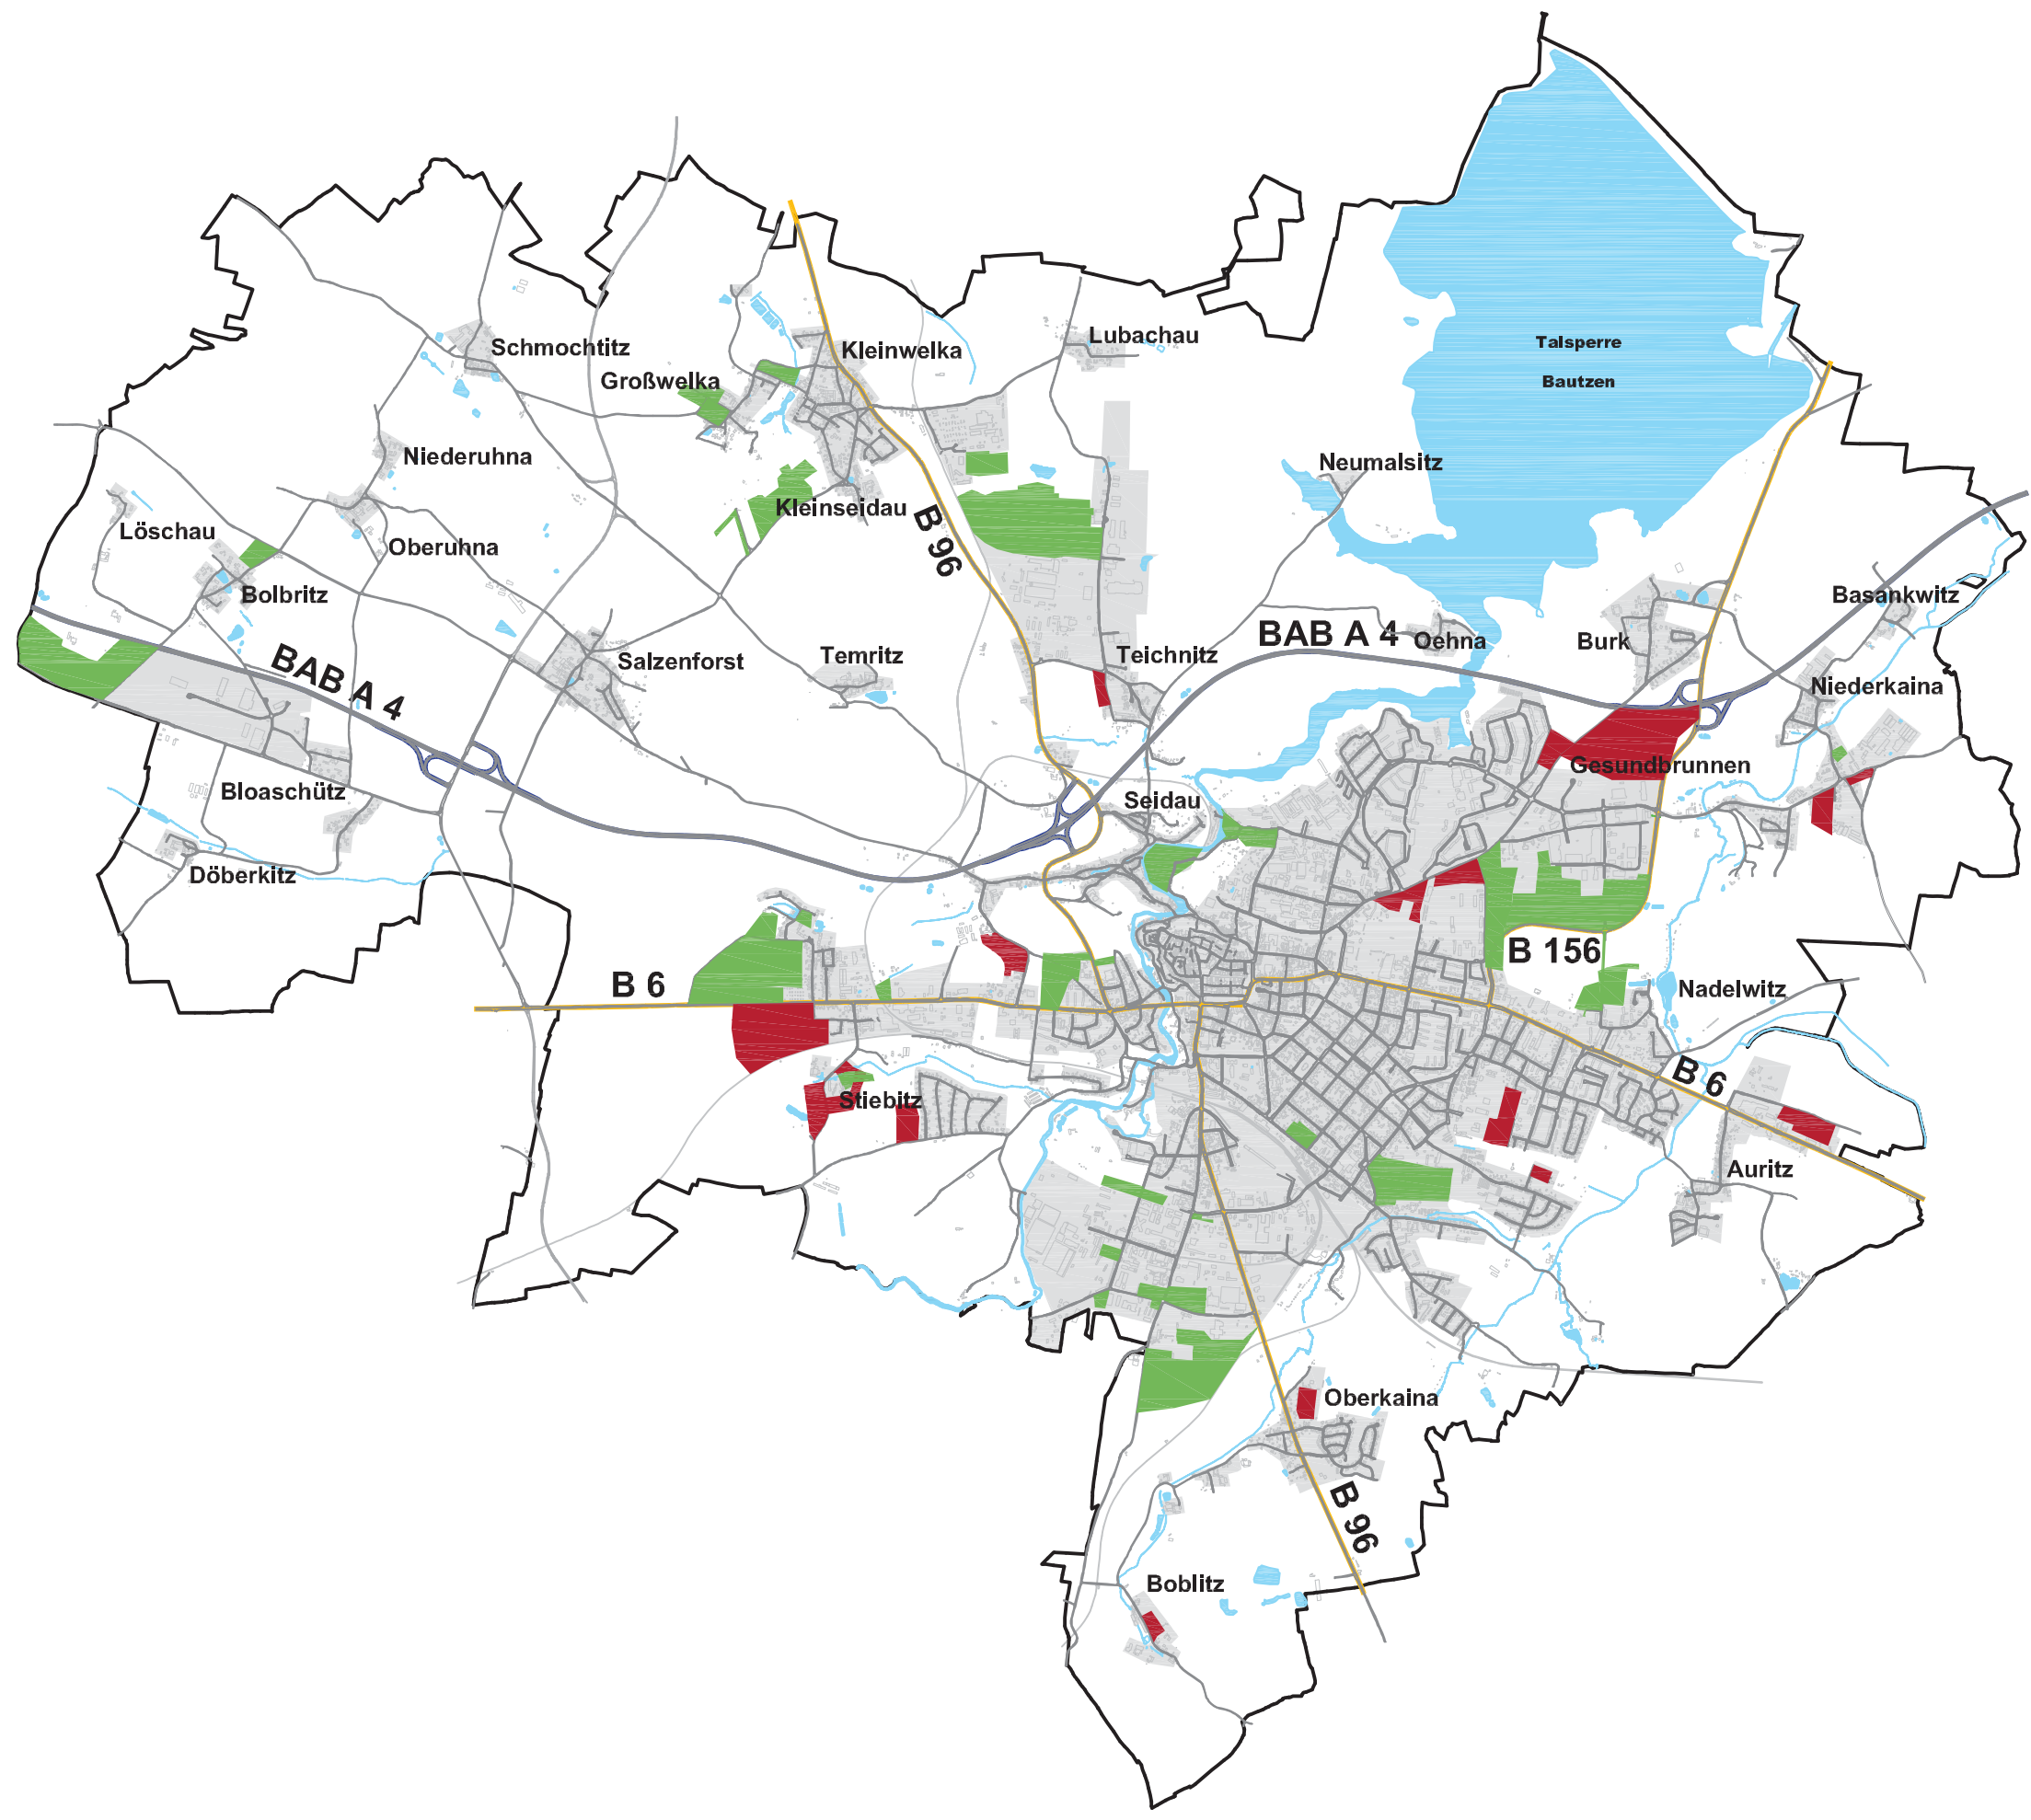 Talsperre
Bautzen
Lubachau
Schmochtitz
Kleinwelka
Großwelka
Niederuhna
Neumalsitz
Kleinseidau
Löschau
B 96
Oberuhna
Bolbritz
Basankwitz
BAB A 4
Oehna
Burk
Salzenforst
Temritz
Teichnitz
BAB A 4
Niederkaina
Gesundbrunnen
Bloaschütz
Seidau
Döberkitz
B 156
B 6
Nadelwitz
B 6
Stiebitz
Auritz
Oberkaina
B 96
Boblitz